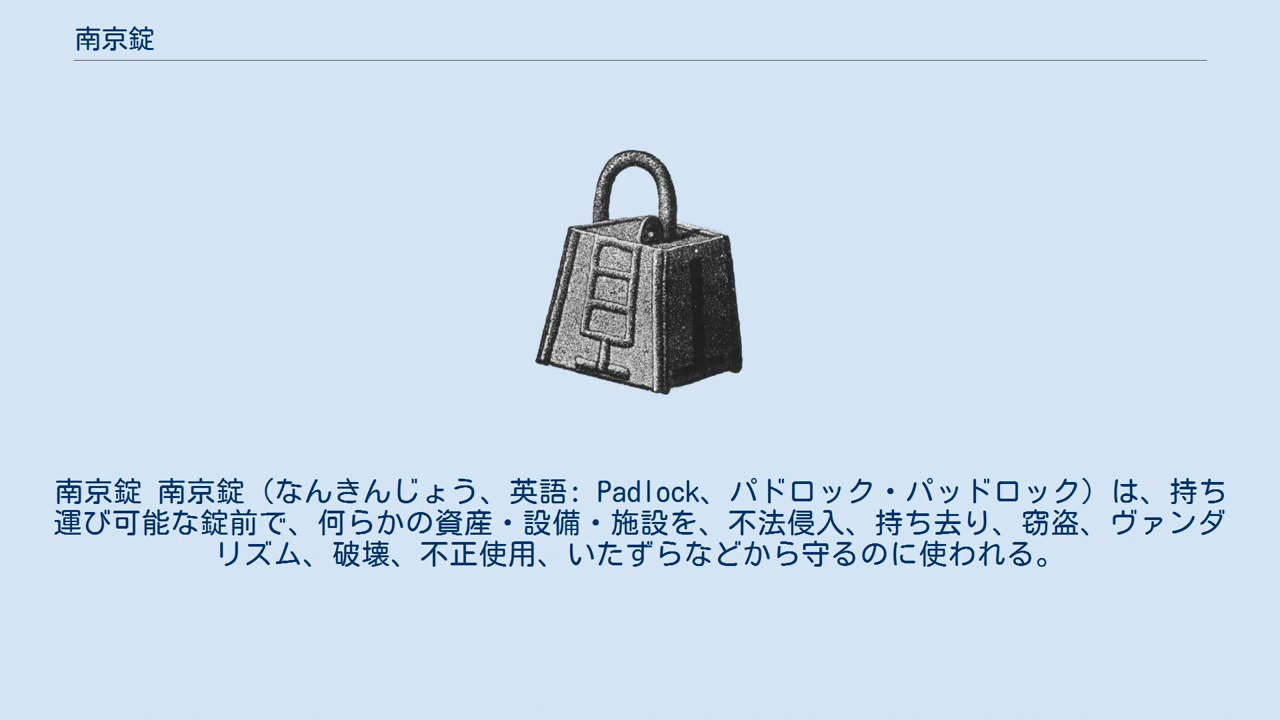 南京錠
南京錠 南京錠（なんきんじょう、英語: Padlock、パドロック・パッドロック）は、持ち
運び可能な錠前で、何らかの資産・設備・施設を、不法侵入、持ち去り、窃盗、ヴァンダ
リズム、破壊、不正使用、いたずらなどから守るのに使われる。